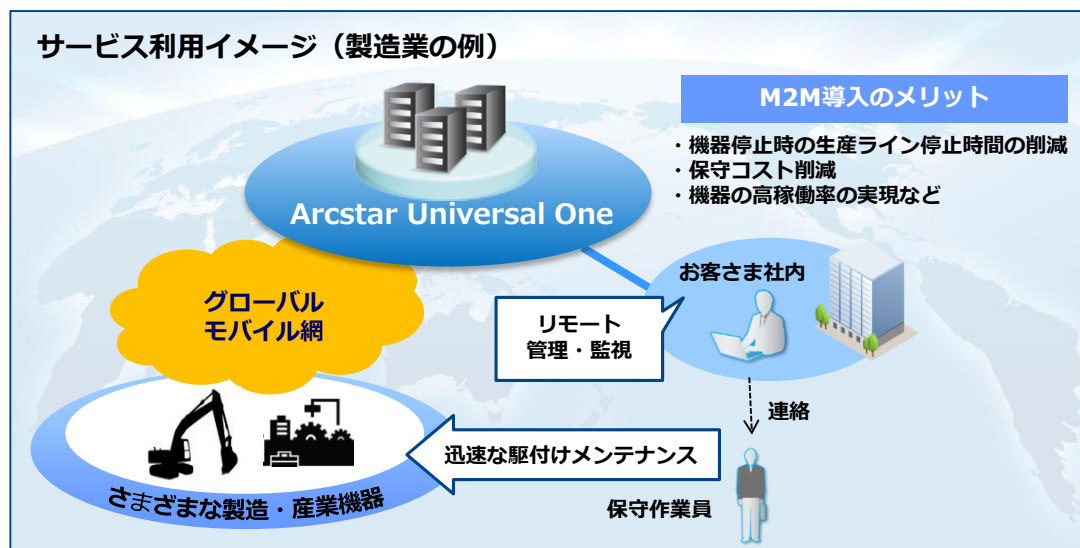 サービス利用イメージ（製造業の例）
M2M導入のメリット
・機器停止時の生産ライン停止時間の削減
・保守コスト削減
・機器の高稼働率の実現など
Arcstar Universal One
お客さま社内
グローバル
モバイル網
リモート
管理・監視
連絡
迅速な駆付けメンテナンス
さまざまな製造・産業機器
保守作業員